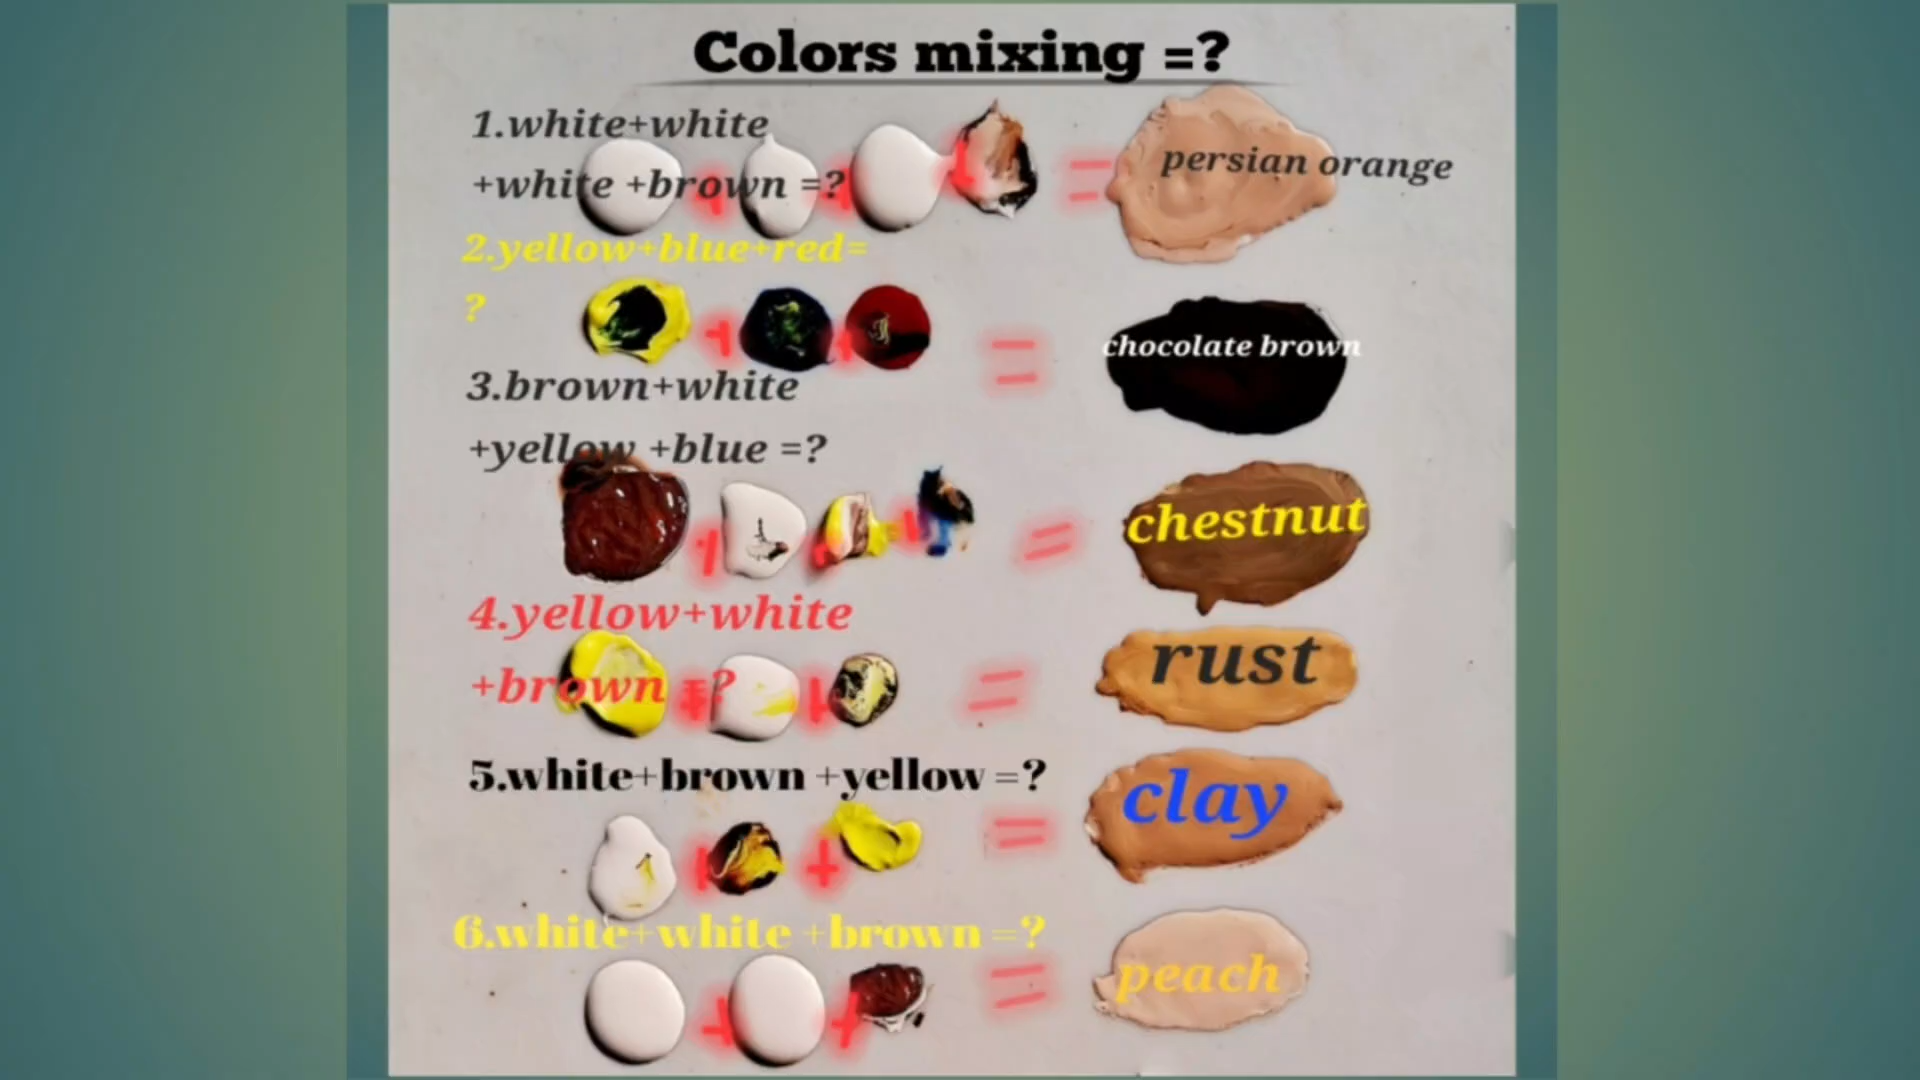 Colors mixing =?
1.white+white
+white +brown =?
persian orange
2.yellow+blue+red=
?
chocolate brown
3.brown+white
+yellow +blue =?
chestnut
4.yellow+white
+brown =?
rust
5.white+brown +yellow =?
clay
6.white+white +brown =?
peach